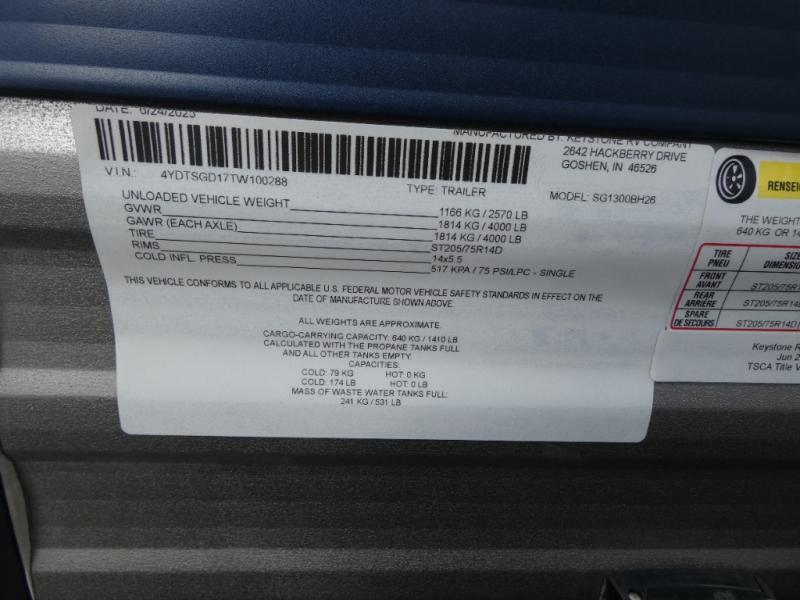 DATE: 6/24/2025
MANUFACTURED BY: KEYSTONE RV COMPANY
2642 HACKBERRY DRIVE
GOSHEN, IN 46526
V.I.N.: 4YDTSGD17TW100288
TYPE: TRAILER
MODEL: SG1300BH26
UNLOADED VEHICLE WEIGHT 1166 KG / 2570 LB
GVWR 1814 KG / 4000 LB
GAWR (EACH AXLE) 1814 KG / 4000 LB
TIRE ST205/75R14D
RIMS 14x5.5
COLD INFL. PRESS 517 KPA / 75 PSI/LPC - SINGLE
THIS VEHICLE CONFORMS TO ALL APPLICABLE U.S. FEDERAL MOTOR VEHICLE SAFETY STANDARDS IN EFFECT ON THE
DATE OF MANUFACTURE SHOWN ABOVE.
ALL WEIGHTS ARE APPROXIMATE.
CARGO-CARRYING CAPACITY: 640 KG / 1410 LB
CALCULATED WITH THE PROPANE TANKS FULL
AND ALL OTHER TANKS EMPTY.
CAPACITIES:
COLD: 79 KG HOT: 0 KG
COLD: 174 LB HOT: 0 LB
MASS OF WASTE WATER TANKS FULL:
241 KG / 531 LB
RENSEI
THE WEIGHT
640 KG OR 14
TIRE SIZE
PNEU DIMENSION
FRONT
AVANT ST205/75R1
REAR
ARRIÈRE ST205/75R14D
SPARE
DE SECOURS ST205/75R14D
Keystone R
Jun 2
TSCA Title V